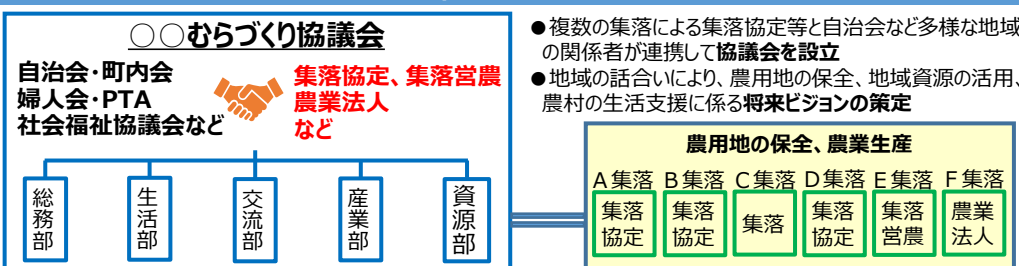 ○○むらづくり協議会
自治会・町内会
婦人会・PTA
社会福祉協議会など
集落協定、集落営農
農業法人
など
総務部
生活部
交流部
産業部
資源部
●複数の集落による集落協定等と自治会など多様な地域
の関係者が連携して協議会を設立
●地域の話合いにより、農用地の保全、地域資源の活用、
農村の生活支援に係る将来ビジョンの策定
農用地の保全、農業生産
A集落 B集落 C集落 D集落 E集落 F集落
集落協定
集落協定
集落
集落協定
集落営農
農業法人